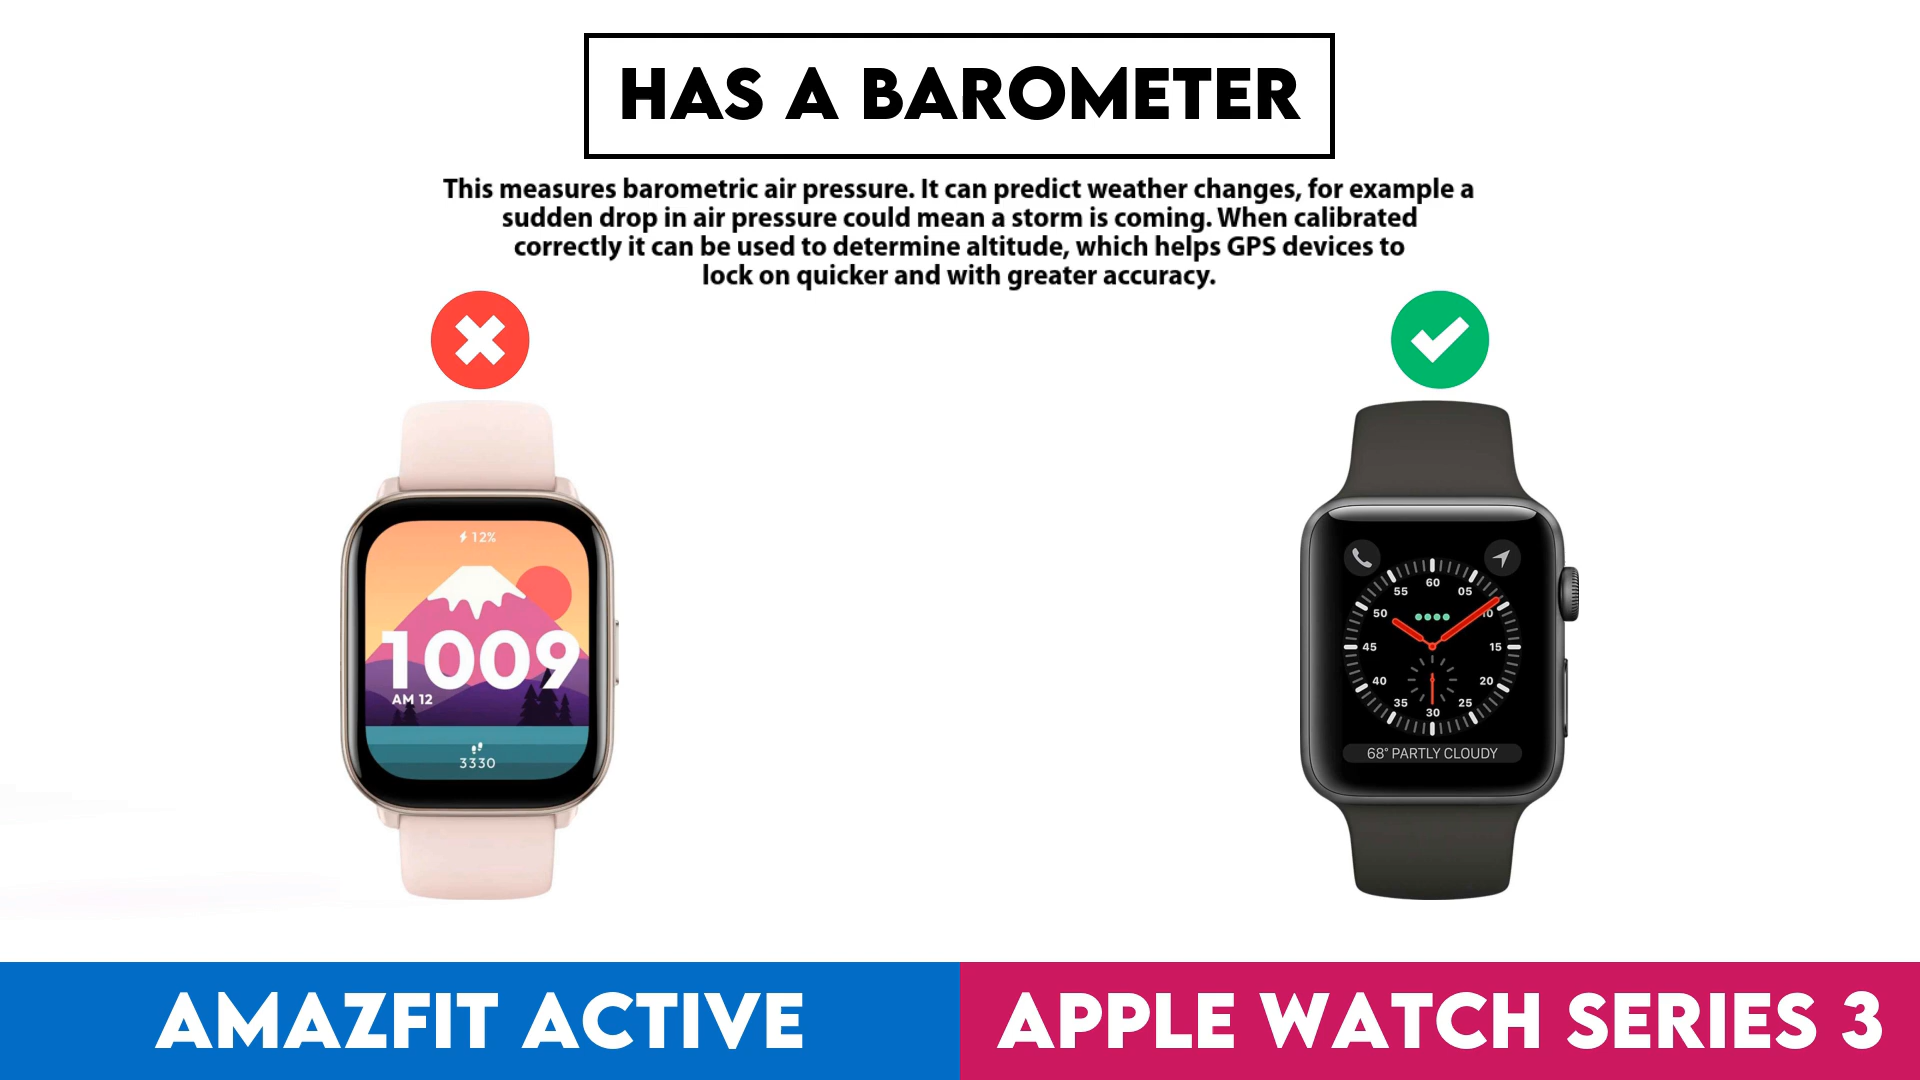 HAS A BAROMETER
This measures barometric air pressure. It can predict weather changes, for example a
sudden drop in air pressure could mean a storm is coming. When calibrated
correctly it can be used to determine altitude, which helps GPS devices to
lock on quicker and with greater accuracy.
12%
1009
AM 12
3330
60
55
05
50
10
45
15
40
20
35
25
30
68° PARTLY CLOUDY
AMAZFIT ACTIVE
APPLE WATCH SERIES 3